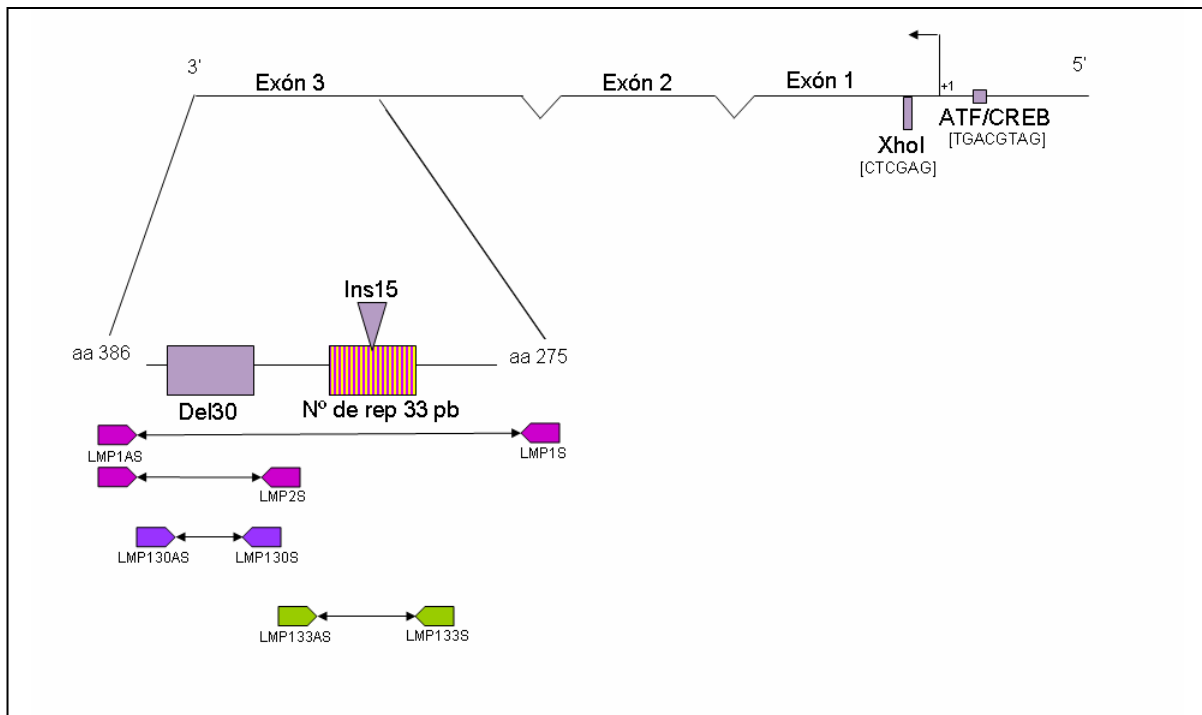 3’
Exón 3
Exón 2
Exón 1
+1
5’
ATF/CREB
[TGACGTAG]
XhoI
[CTCGAG]
Ins15
aa 386
aa 275
Del30
Nº de rep 33 pb
LMP1AS
LMP1S
LMP2S
LMP130AS
LMP130S
LMP133AS
LMP133S